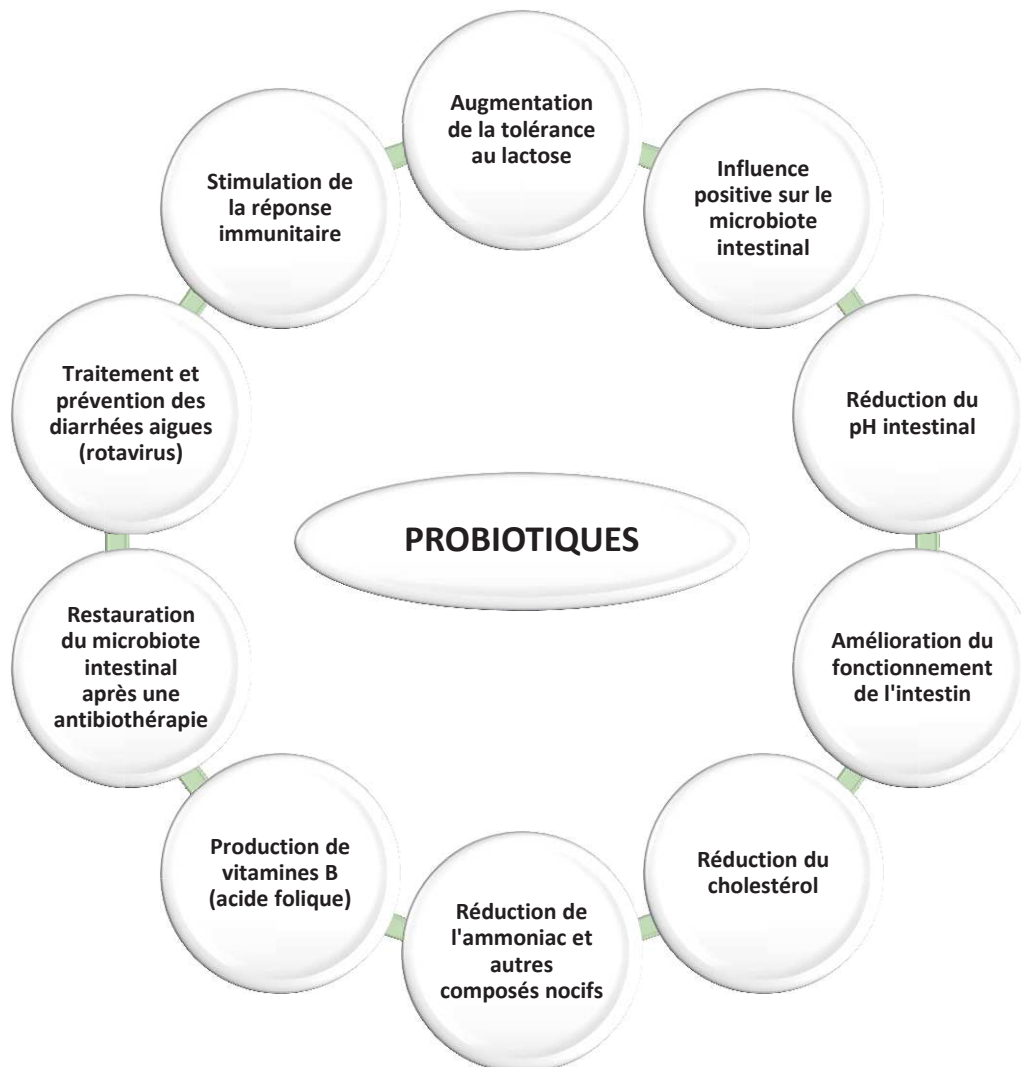 Augmentation
de la tolérance
au lactose
Influence
positive sur le
microbiote
intestinal
Réduction du
pH intestinal
Amélioration du
fonctionnement
de l'intestin
Réduction du
cholestérol
Réduction de
l'ammoniac et
autres
composés nocifs
Production de
vitamines B
(acide folique)
Restauration
du microbiote
intestinal
après une
antibiothérapie
Traitement et
prévention des
diarrhées aigues
(rotavirus)
Stimulation de
la réponse
immunitaire
PROBIOTIQUES